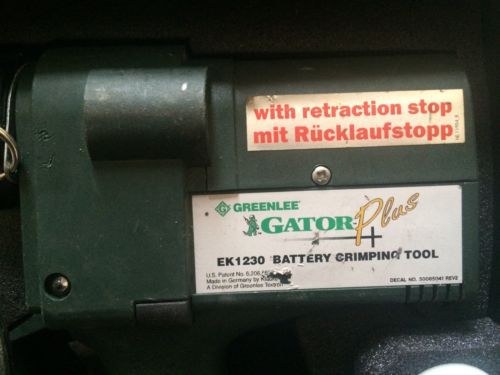 with retraction stop
mit Rücklaufstopp
GREENLEE
GATOR Plus
EK1230 BATTERY CRIMPING TOOL
U.S. Patent No.
Made in Germany by
A Division of Greenlee Textron
DECAL NO. 50065041 REV2